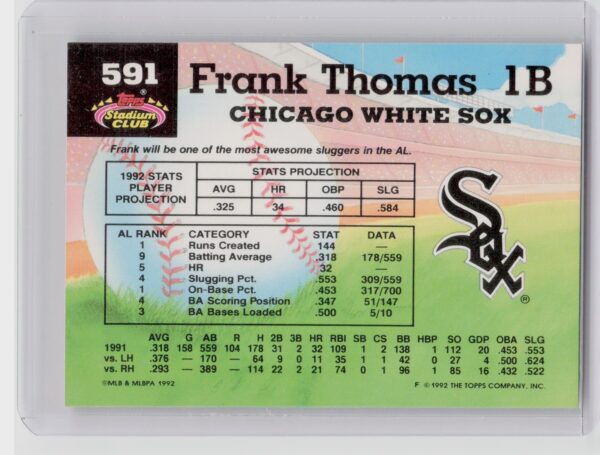 591
Frank Thomas 1B
CHICAGO WHITE SOX
Topps ®
Stadium
CLUB
Frank will be one of the most awesome sluggers in the AL.
1992 STATS PLAYER PROJECTION
STATS PROJECTION
AVG HR OBP SLG
.325 34 .460 .584
AL RANK CATEGORY STAT DATA
1 Runs Created 144 —
9 Batting Average .318 178/559
5 HR 32 —
4 Slugging Pct. .553 309/559
1 On-Base Pct. .453 317/700
4 BA Scoring Position .347 51/147
3 BA Bases Loaded .500 5/10
Sox
®
AVG G AB R H 2B 3B HR RBI SB CS BB HBP SO GDP OBA SLG
1991 .318 158 559 104 178 31 2 32 109 1 2 138 1 112 20 .453 .553
vs. LH .376 — 170 — 64 9 0 11 35 1 1 42 0 27 4 .500 .624
vs. RH .293 — 389 — 114 22 2 21 74 0 1 96 1 85 16 .432 .522
©MLB & MLBPA 1992
F © 1992 THE TOPPS COMPANY, INC.